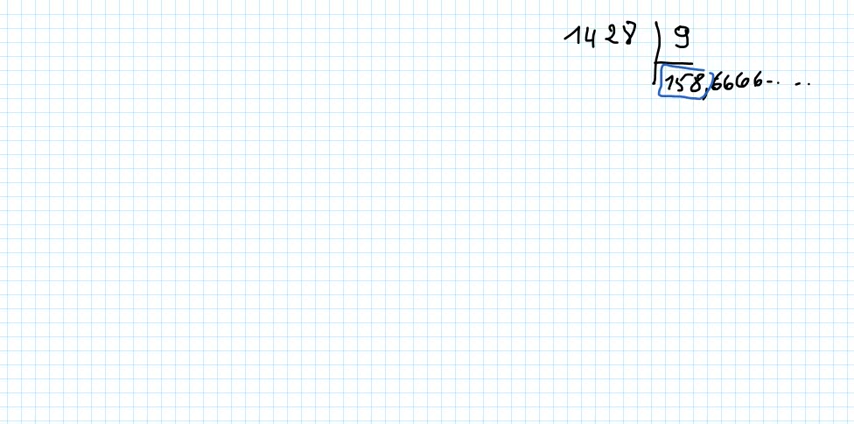 1428 | 9
158,6666-- - - .